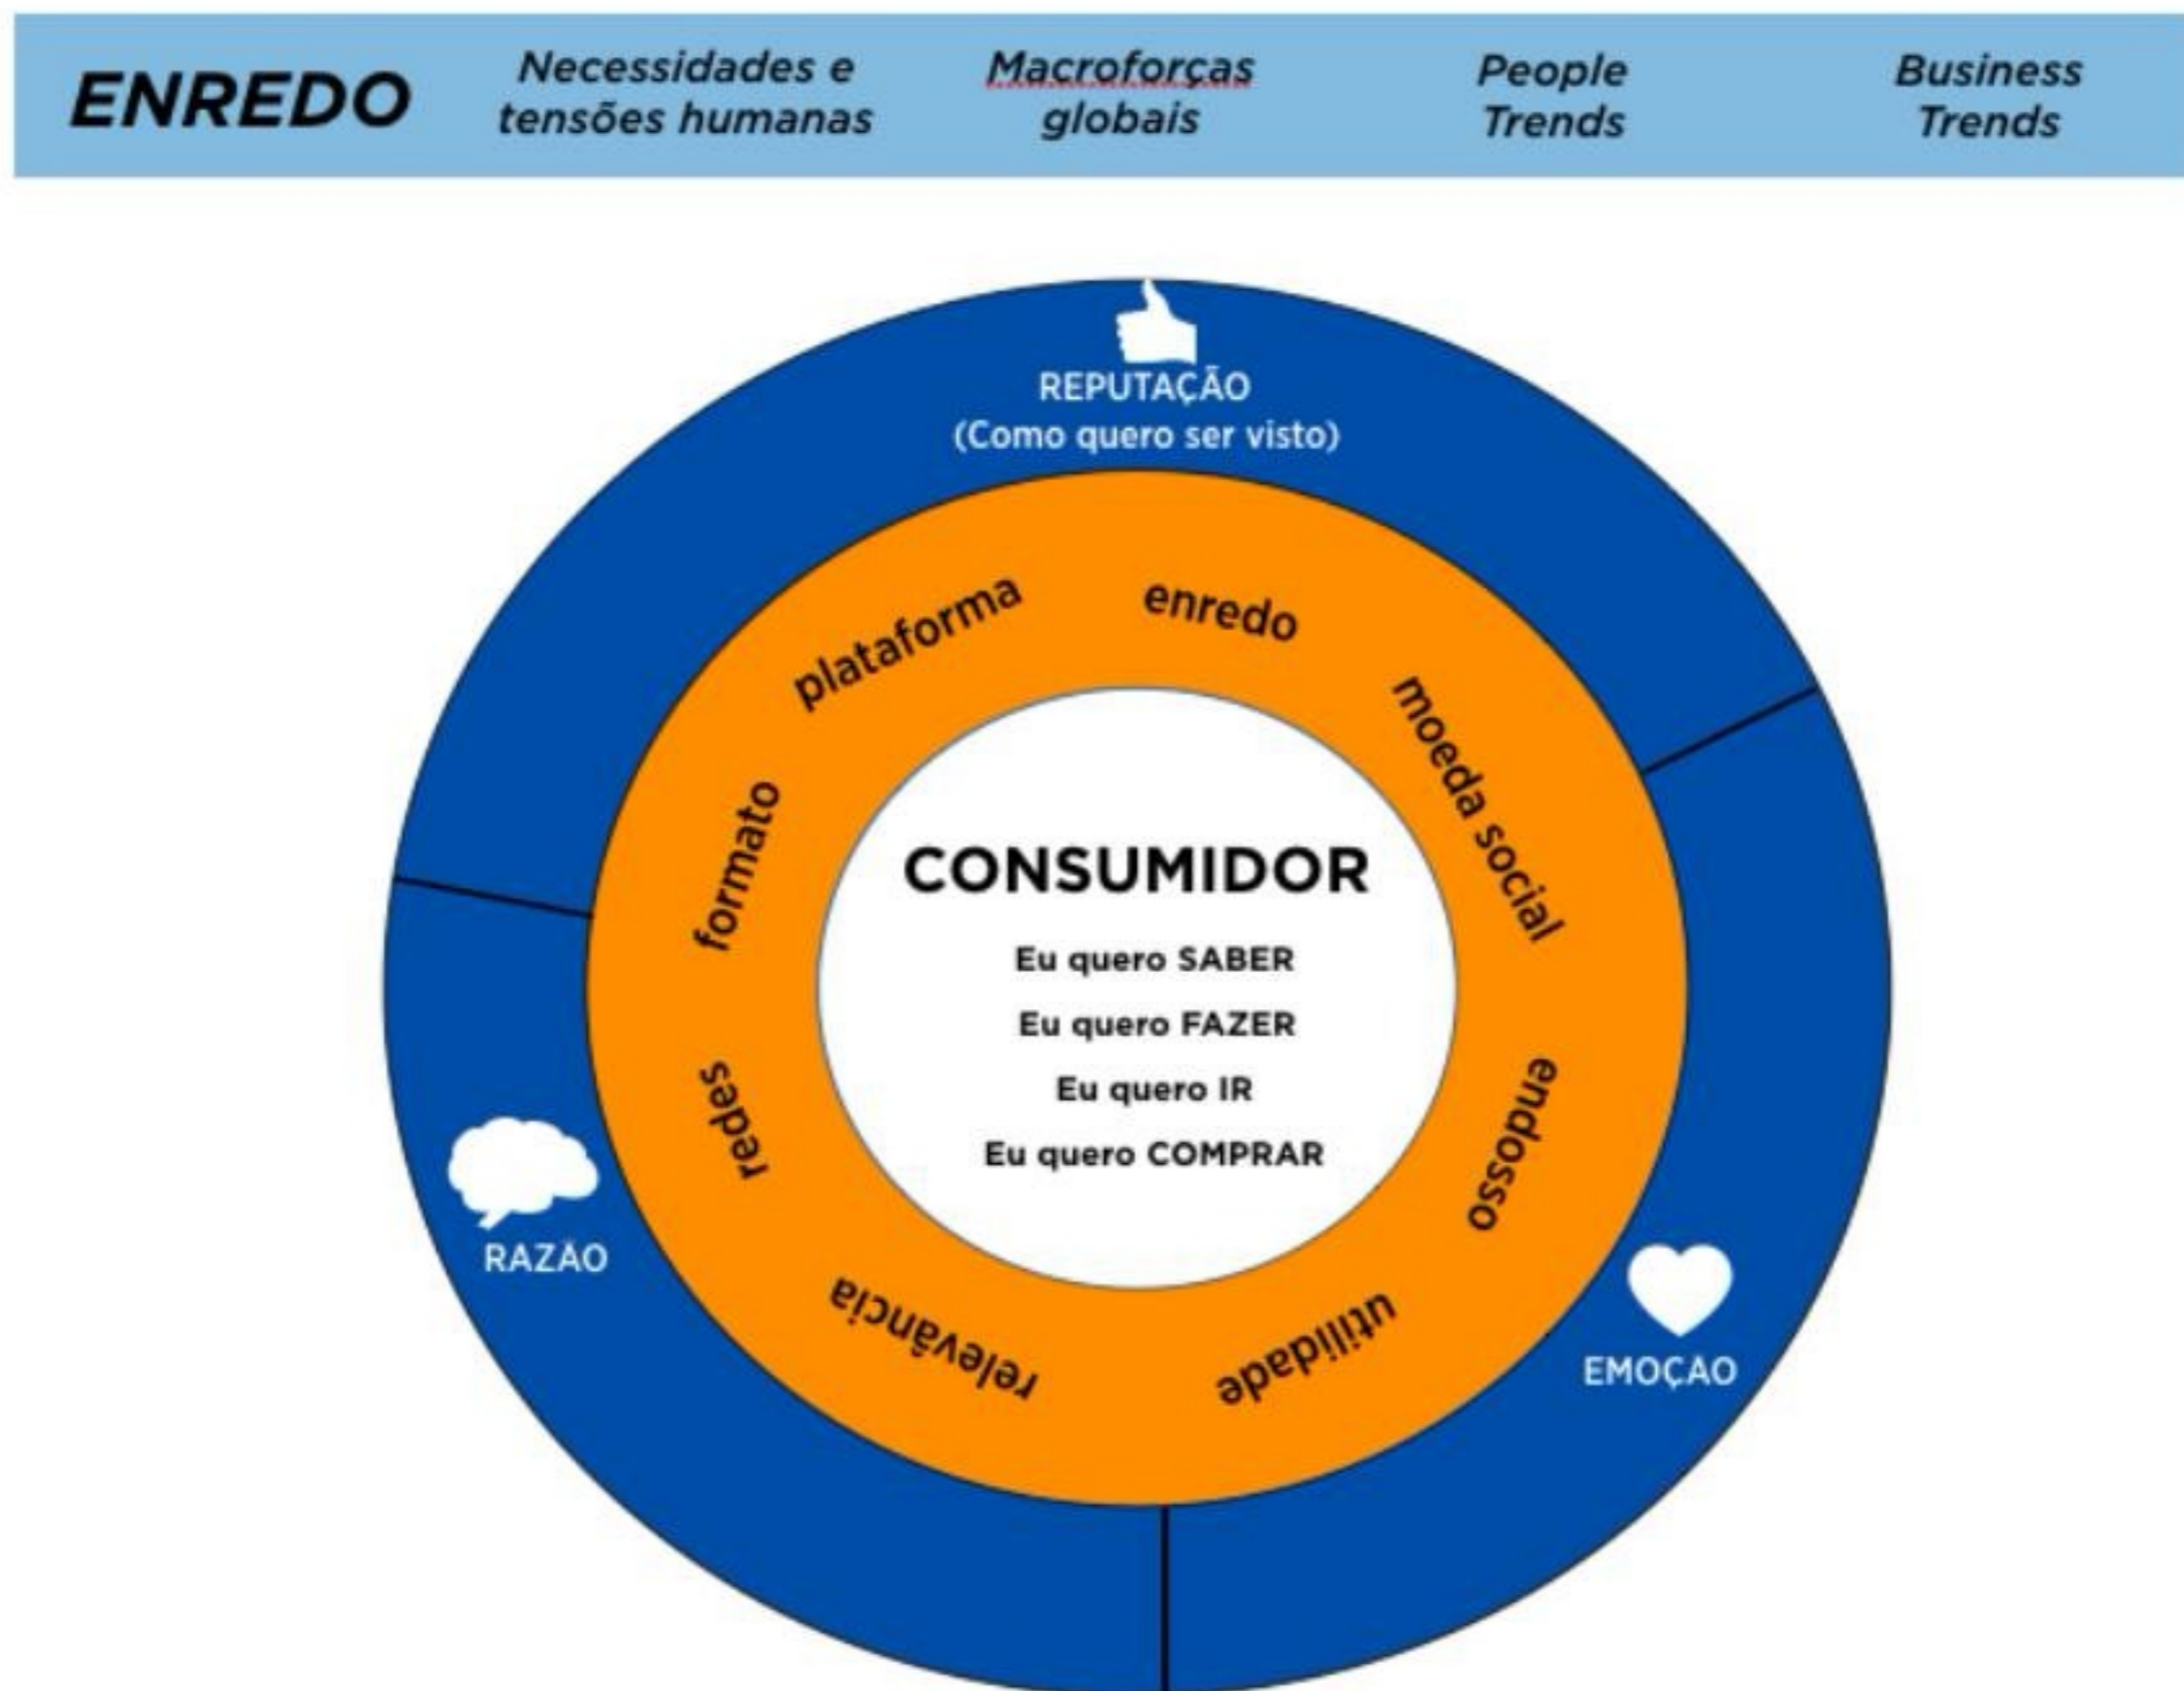 ENREDO
Necessidades e
tensões humanas
Macroforças
globais
People
Trends
Business
Trends
REPUTAÇÃO
(Como quero ser visto)
plataforma
enredo
moeda social
endosso
utilidade
relevância
redes
formato
CONSUMIDOR
Eu quero SABER
Eu quero FAZER
Eu quero IR
Eu quero COMPRAR
RAZÃO
EMOÇÃO